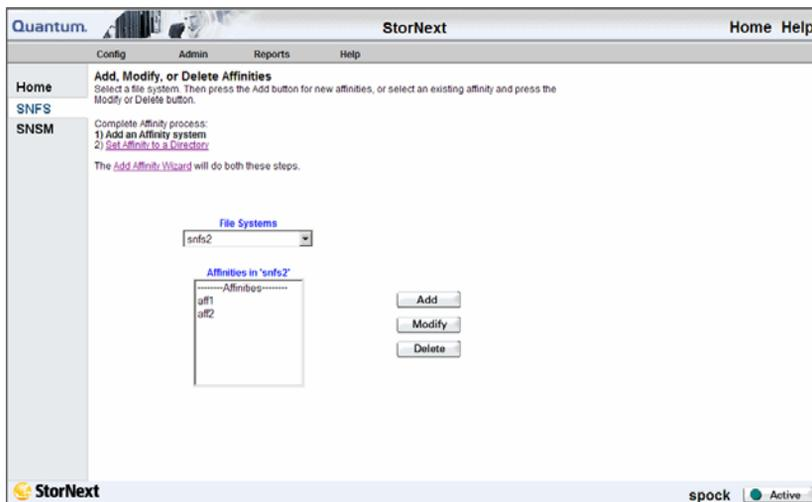 Quantum.
StorNext
Home Help
Config Admin Reports Help
Home
SNFS
SNSM
Add, Modify, or Delete Affinities
Select a file system. Then press the Add button for new affinities, or select an existing affinity and press the
Modify or Delete button.
Complete Affinity process:
1) Add an Affinity system
2) Set Affinity to a Directory
The Add Affinity Wizard will do both these steps.
File Systems
snfs2
Affinities in 'snfs2'
--------Affinities--------
aff1
aff2
Add
Modify
Delete
StorNext
spock Active